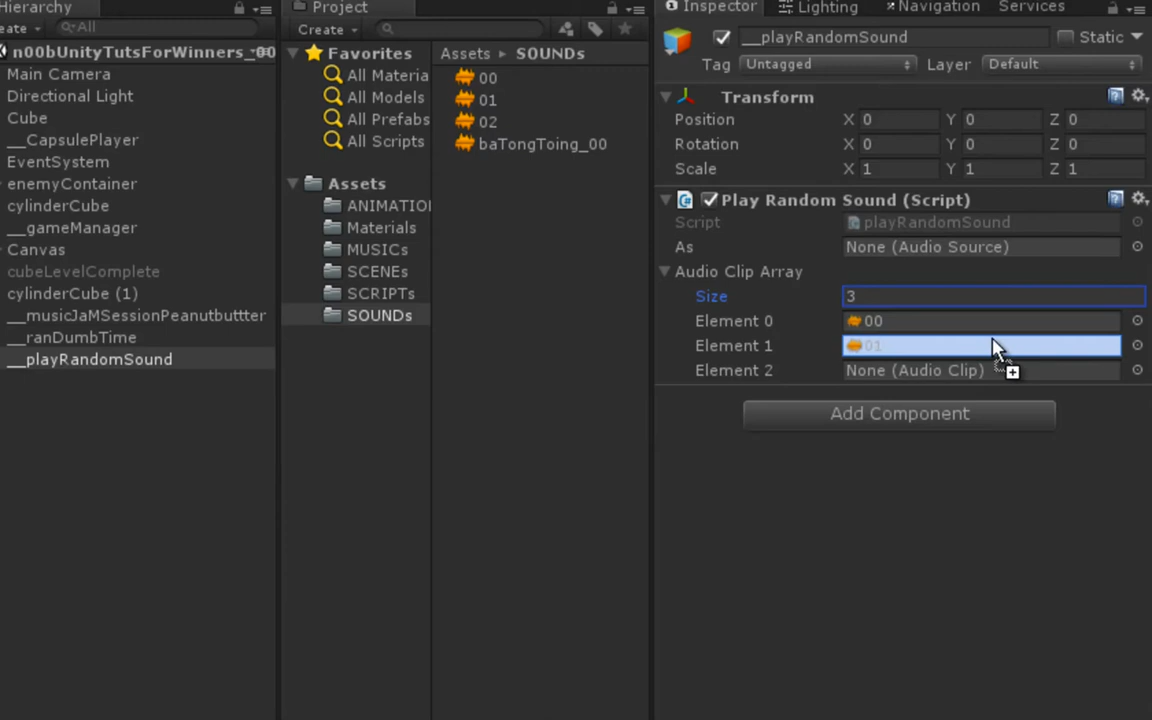 Hierarchy
eate
All
n00bUnityTutsForWinners_00
Main Camera
Directional Light
Cube
__CapsulePlayer
EventSystem
enemyContainer
cylinderCube
__gameManager
Canvas
cubeLevelComplete
cylinderCube (1)
__musicJaMSessionPeanutbuttter
__ranDumbTime
__playRandomSound
Project
Create
Favorites
All Materia
All Models
All Prefabs
All Scripts
Assets
ANIMATIO
Materials
MUSICs
SCENEs
SCRIPTs
SOUNDs
Assets ▸ SOUNDs
00
01
02
baTongToing_00
Inspector Lighting Navigation Services
__playRandomSound Static
Tag Untagged Layer Default
Transform
Position X 0 Y 0 Z 0
Rotation X 0 Y 0 Z 0
Scale X 1 Y 1 Z 1
Play Random Sound (Script)
Script playRandomSound
As None (Audio Source)
Audio Clip Array
Size 3
Element 0 00
Element 1 01
Element 2 None (Audio Clip)
Add Component